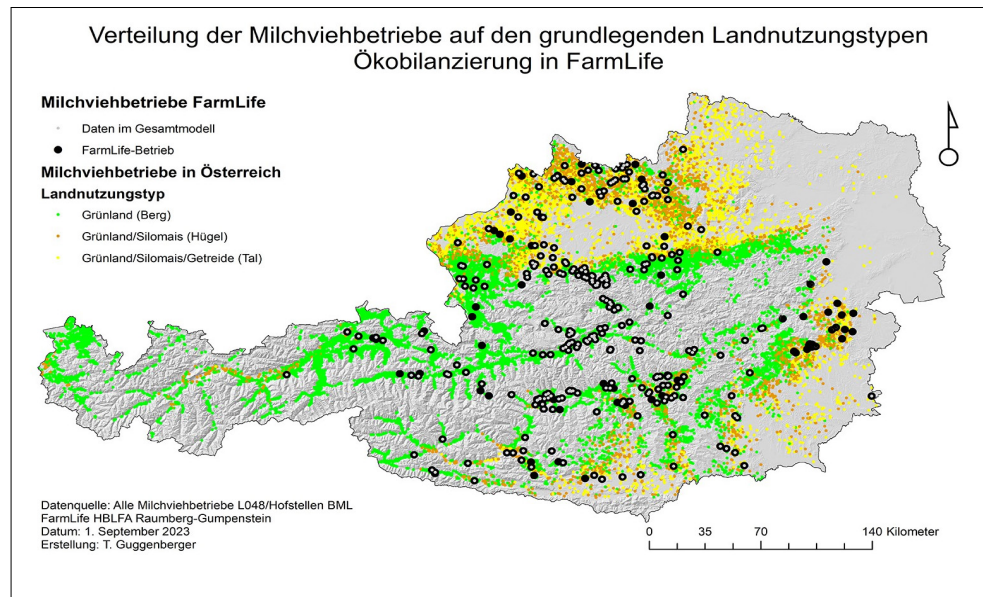 Verteilung der Milchviehbetriebe auf den grundlegenden Landnutzungstypen
Ökobilanzierung in FarmLife
Milchviehbetriebe FarmLife
Daten im Gesamtmodell
FarmLife-Betrieb
Milchviehbetriebe in Österreich
Landnutzungstyp
Grünland (Berg)
Grünland/Silomais (Hügel)
Grünland/Silomais/Getreide (Tal)
Datenquelle: Alle Milchviehbetriebe L048/Hofstellen BML
FarmLife HBLFA Raumberg-Gumpenstein
Datum: 1. September 2023
Erstellung: T. Guggenberger
0 35 70 140 Kilometer